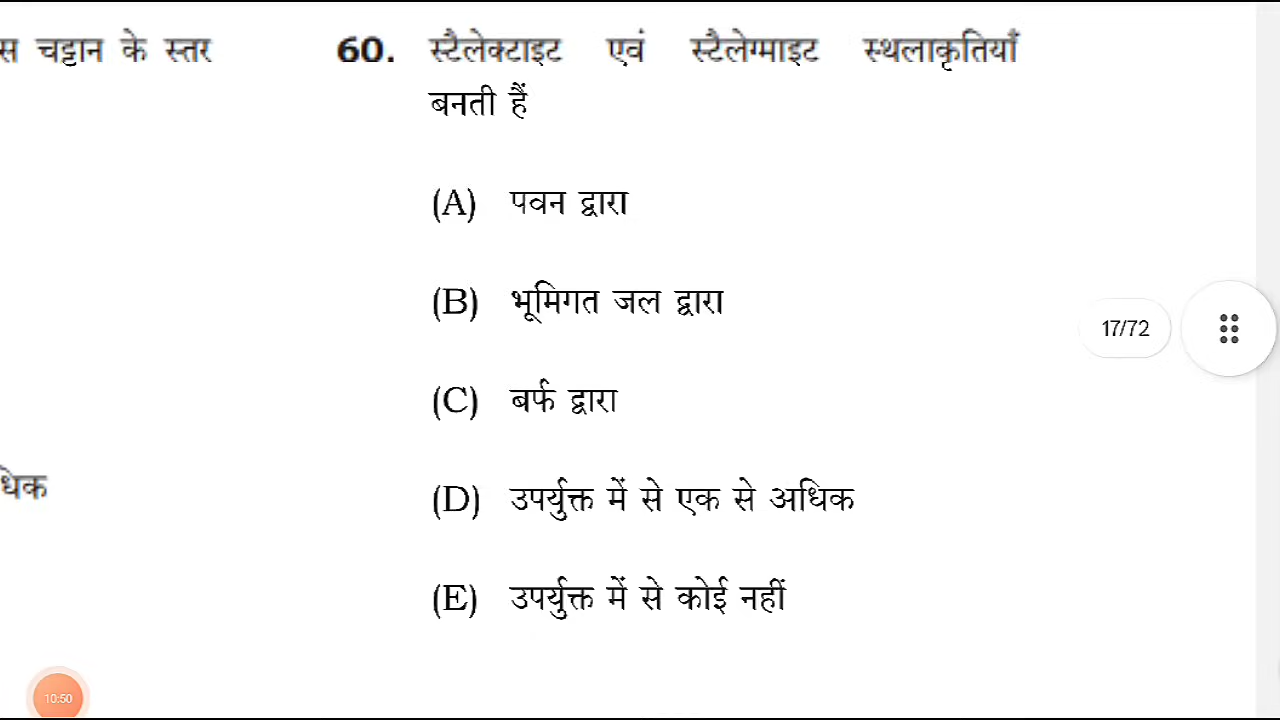 स चट्टान के स्तर
60. स्टैलेक्टाइट एवं स्टैलेग्माइट स्थलाकृतियाँ
बनती हैं
(A) पवन द्वारा
(B) भूमिगत जल द्वारा
17/72
(C) बर्फ द्वारा
धिक
(D) उपर्युक्त में से एक से अधिक
(E) उपर्युक्त में से कोई नहीं
10:50